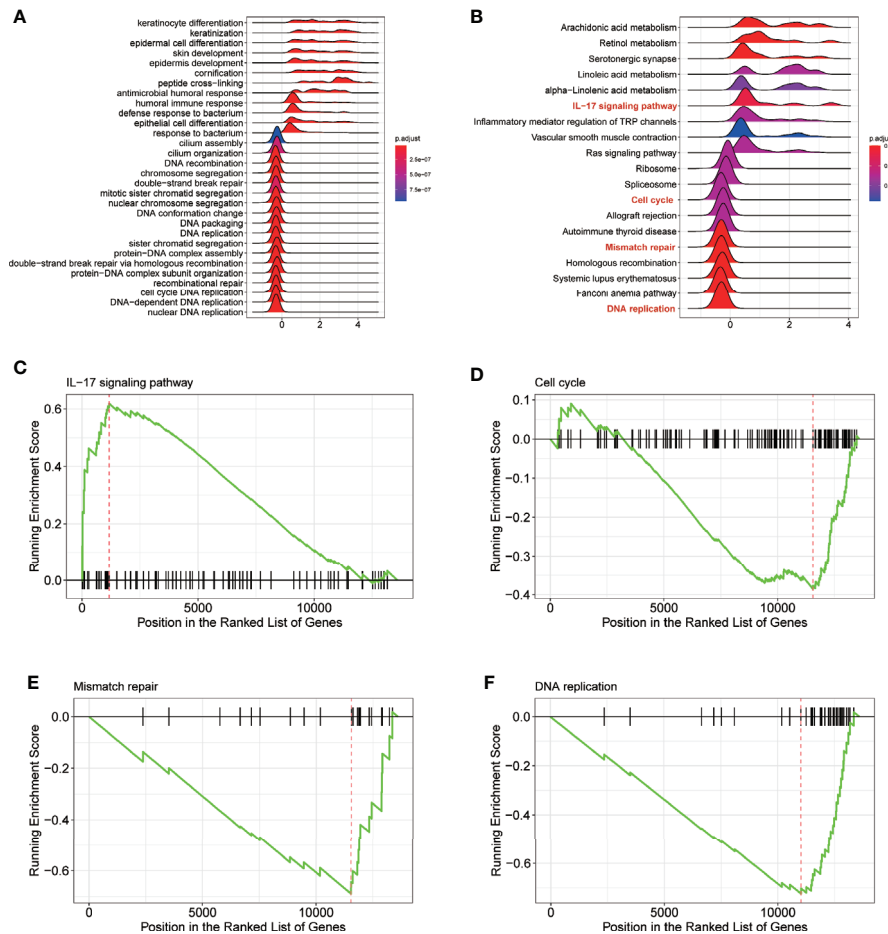 A
keratinocyte differentiation
keratinization
epidermal cell differentiation
skin development
epidermis development
cornification
peptide cross−linking
antimicrobial humoral response
humoral immune response
defense response to bacterium
epithelial cell differentiation
response to bacterium
cilium assembly
cilium organization
DNA recombination
chromosome segregation
double−strand break repair
mitotic sister chromatid segregation
nuclear chromosome segregation
DNA conformation change
DNA packaging
DNA replication
sister chromatid segregation
protein−DNA complex assembly
double−strand break repair via homologous recombination
protein−DNA complex subunit organization
recombinational repair
cell cycle DNA replication
DNA−dependent DNA replication
nuclear DNA replication
0 2 4
p.adjust
2.5e−07
5.0e−07
7.5e−07
B
Arachidonic acid metabolism
Retinol metabolism
Serotonergic synapse
Linoleic acid metabolism
alpha−Linolenic acid metabolism
IL−17 signaling pathway
Inflammatory mediator regulation of TRP channels
Vascular smooth muscle contraction
Ras signaling pathway
Ribosome
Spliceosome
Cell cycle
Allograft rejection
Autoimmune thyroid disease
Mismatch repair
Homologous recombination
Systemic lupus erythematosus
Fanconi anemia pathway
DNA replication
0 2 4
C
IL−17 signaling pathway
Running Enrichment Score
0.6
0.4
0.2
0.0
0 5000 10000
Position in the Ranked List of Genes
D
Cell cycle
Running Enrichment Score
0.1
0.0
−0.1
−0.2
−0.3
−0.4
0 5000 10000
Position in the Ranked List of Genes
E
Mismatch repair
Running Enrichment Score
0.0
−0.2
−0.4
−0.6
0 5000 10000
Position in the Ranked List of Genes
F
DNA replication
Running Enrichment Score
0.0
−0.2
−0.4
−0.6
0 5000 10000
Position in the Ranked List of Genes